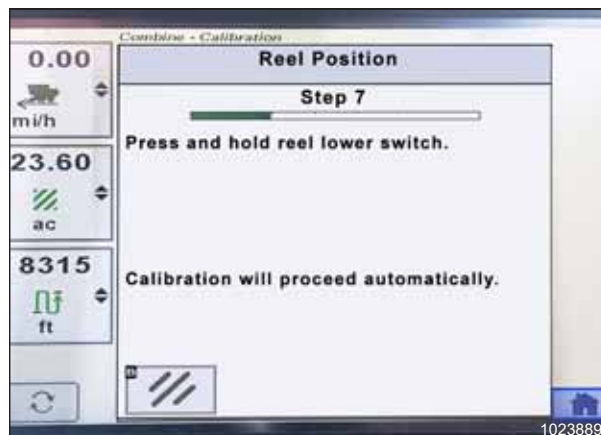 Combine - Calibration
0.00
mi/h
23.60
ac
8315
ft
Reel Position
Step 7
Press and hold reel lower switch.
Calibration will proceed automatically.
1023889